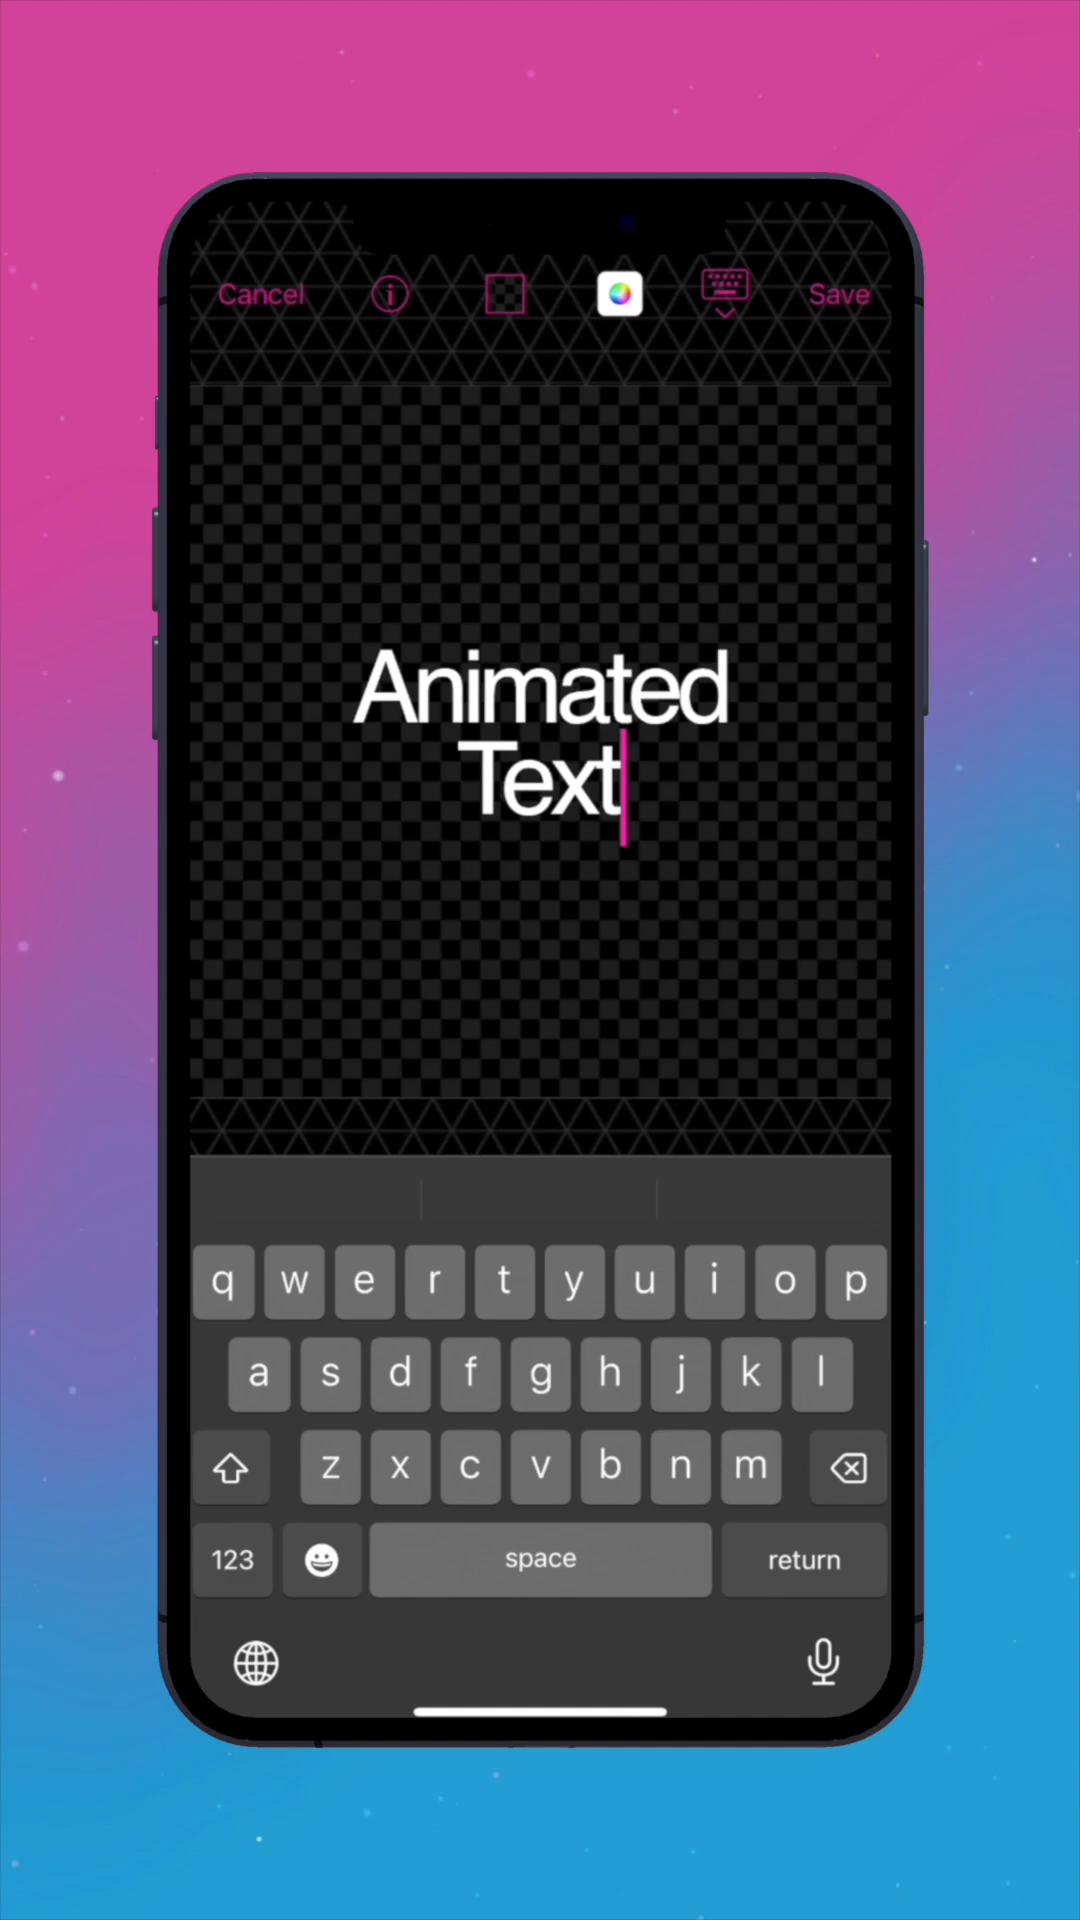 Cancel Save
Animated
Text
q w e r t y u i o p
a s d f g h j k l
z x c v b n m
123 space return